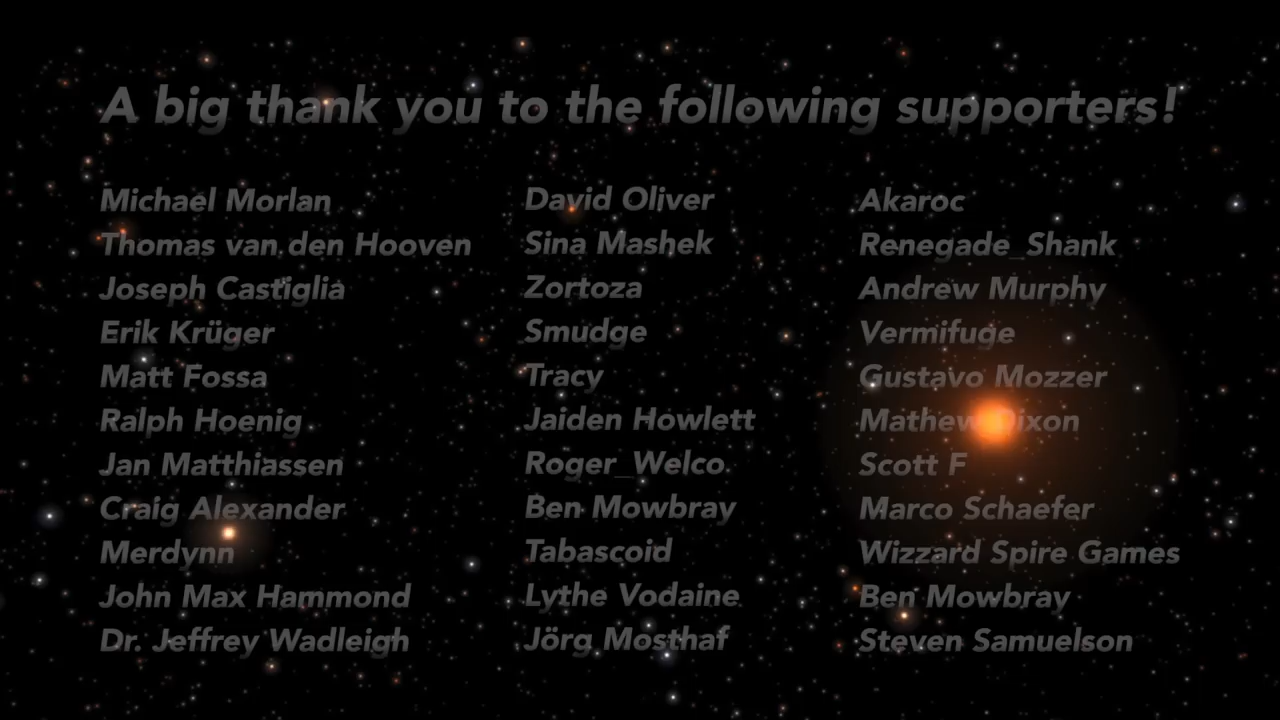 A big thank you to the following supporters!
Michael Morlan
Thomas van den Hooven
Joseph Castiglia
Erik Krüger
Matt Fossa
Ralph Hoenig
Jan Matthiassen
Craig Alexander
Merdynn
John Max Hammond
Dr. Jeffrey Wadleigh
David Oliver
Sina Mashek
Zortoza
Smudge
Tracy
Jaiden Howlett
Roger_Welco
Ben Mowbray
Tabascoid
Lythe Vodaine
Jörg Mosthaf
Akaroc
Renegade_Shank
Andrew Murphy
Vermifuge
Gustavo Mozzer
Mathew Dixon
Scott F
Marco Schaefer
Wizzard Spire Games
Ben Mowbray
Steven Samuelson